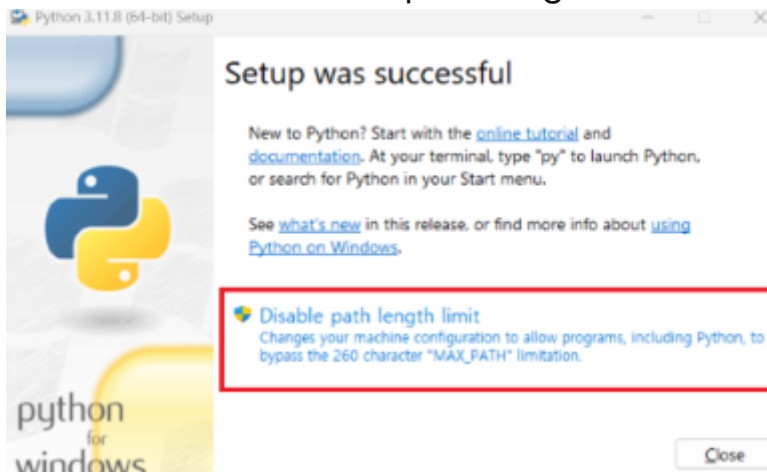 Python 3.11.8 (64-bit) Setup
Setup was successful
New to Python? Start with the online tutorial and
documentation. At your terminal, type "py" to launch Python,
or search for Python in your Start menu.
See what's new in this release, or find more info about using
Python on Windows.
Disable path length limit
Changes your machine configuration to allow programs, including Python, to
bypass the 260 character "MAX_PATH" limitation.
python
for
windows
Close